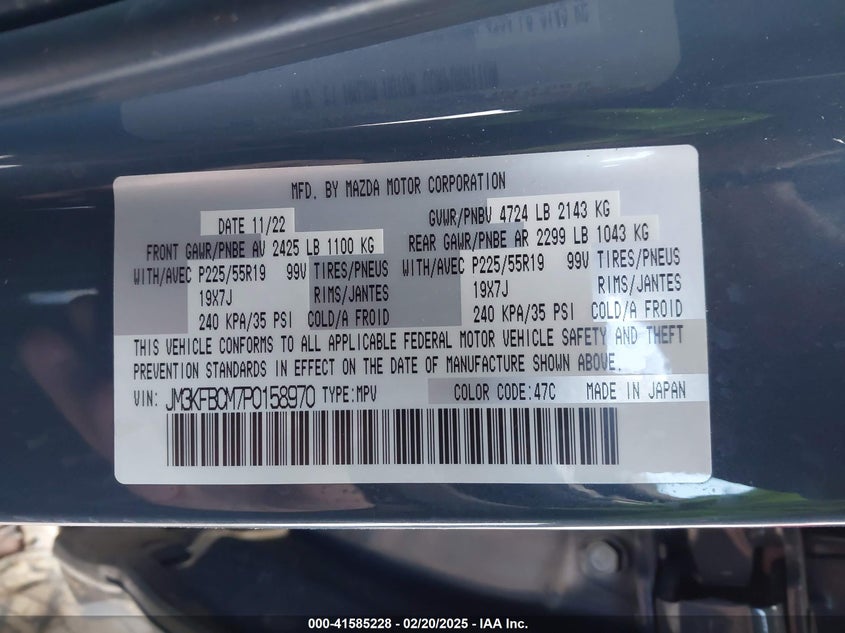 MFD. BY MAZDA MOTOR CORPORATION
DATE 11/22 GVWR/PNBV 4724 LB 2143 KG
FRONT GAWR/PNBE AV 2425 LB 1100 KG REAR GAWR/PNBE AR 2299 LB 1043 KG
WITH/AVEC P225/55R19 99V TIRES/PNEUS WITH/AVEC P225/55R19 99V TIRES/PNEUS
19X7J RIMS/JANTES 19X7J RIMS/JANTES
240 KPA/35 PSI COLD/A FROID 240 KPA/35 PSI COLD/A FROID
THIS VEHICLE CONFORMS TO ALL APPLICABLE FEDERAL MOTOR VEHICLE SAFETY AND THEFT
PREVENTION STANDARDS IN EFFECT ON THE DATE OF MANUFACTURE SHOWN ABOVE.
VIN: JM3KFBCM7P0158970 TYPE:MPV COLOR CODE:47C MADE IN JAPAN
000-41585228 - 02/20/2025 - IAA Inc.